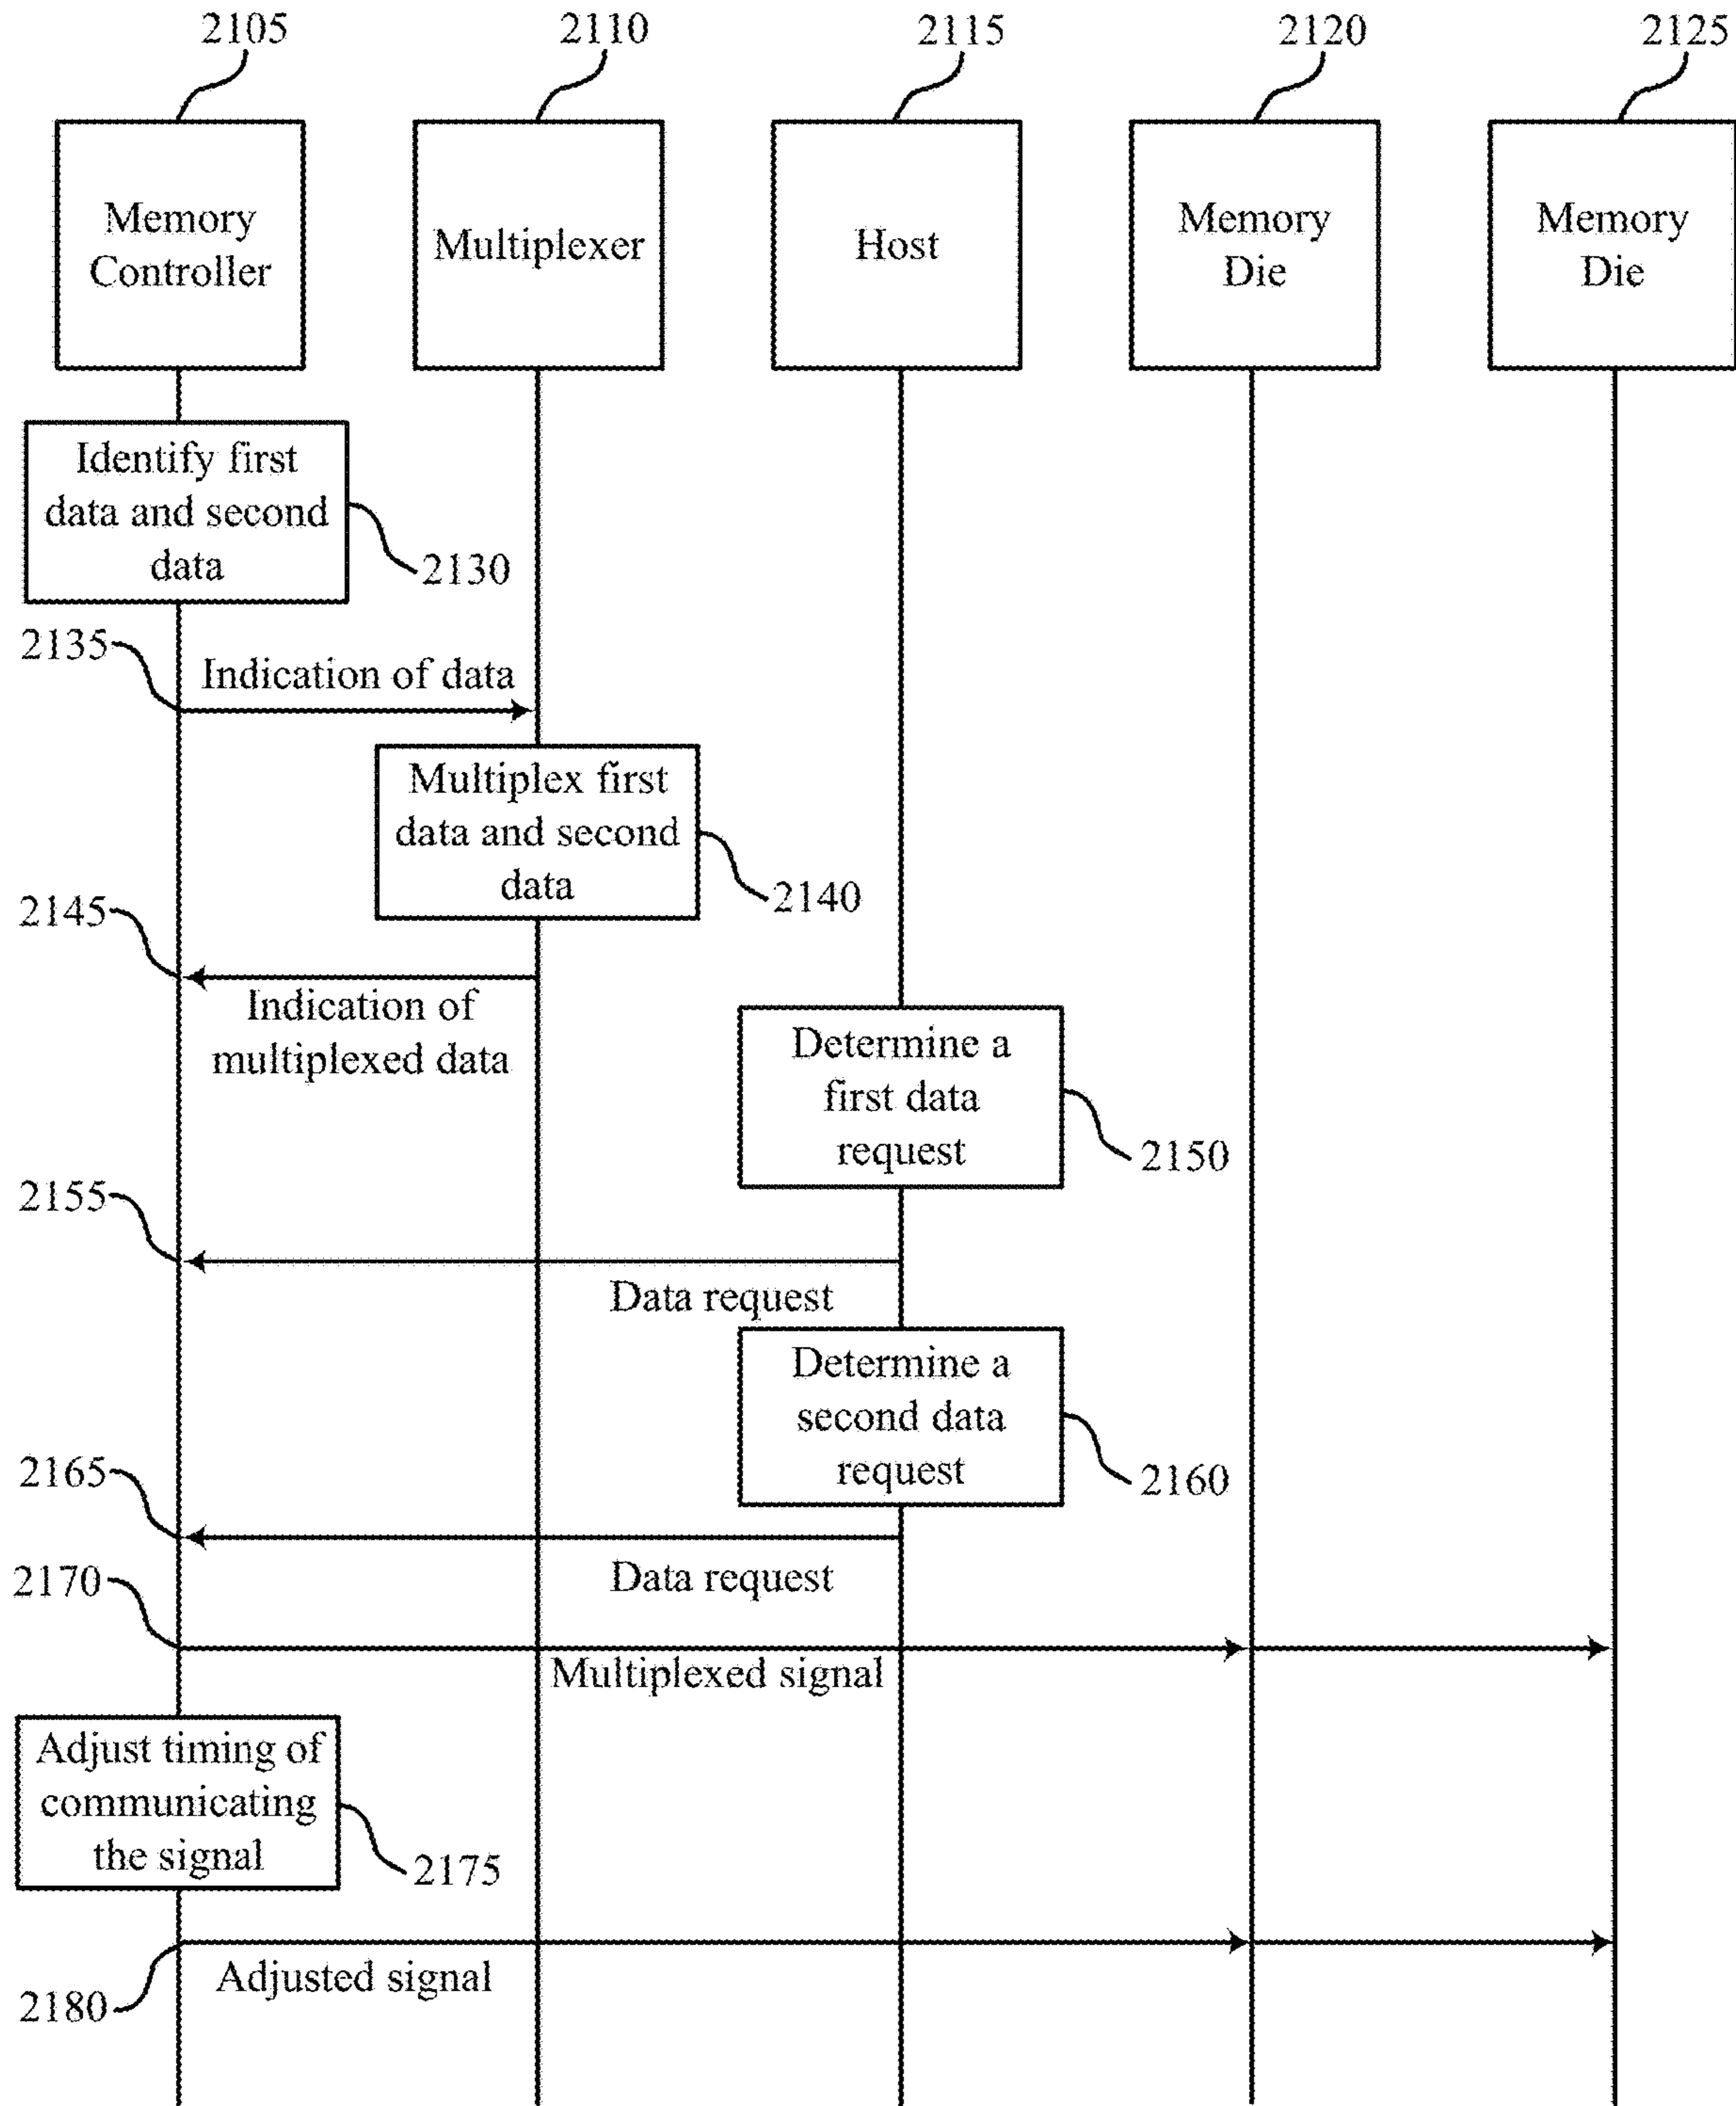 2105
2110
2115
2120
2125
Memory
Controller
Multiplexer
Host
Memory
Die
Memory
Die
Identify first
data and second
data
2130
2135
Indication of data
Multiplex first
data and second
data
2140
2145
Indication of
multiplexed data
Determine a
first data
request
2150
2155
Data request
Determine a
second data
request
2160
2165
Data request
2170
Multiplexed signal
Adjust timing of
communicating
the signal
2175
Adjusted signal
2180